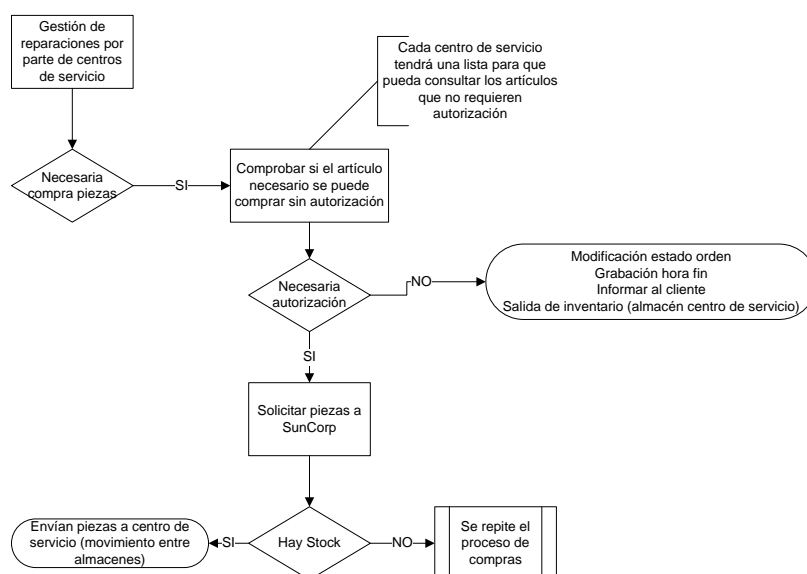 Gestión de
reparaciones por
parte de centros
de servicio
Cada centro de servicio
tendrá una lista para que
pueda consultar los artículos
que no requieren
autorización
Necesaria
compra piezas
SI
Comprobar si el artículo
necesario se puede
comprar sin autorización
Necesaria
autorización
NO
Modificación estado orden
Grabación hora fin
Informar al cliente
Salida de inventario (almacén centro de servicio)
SI
Solicitar piezas a
SunCorp
Envían piezas a centro de
servicio (movimiento entre
almacenes)
SI
Hay Stock
NO
Se repite el
proceso de
compras